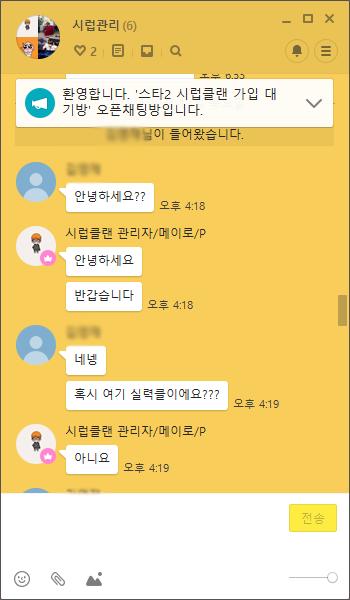 시럽관리 (6)
2
환영합니다. '스타2 시럽클랜 가입 대
기방' 오픈채팅방입니다.
님이 들어왔습니다.
안녕하세요??
오후 4:18
시럽클랜 관리자/메이로/P
안녕하세요
반갑습니다
오후 4:18
네넹
혹시 여기 실력클이에요???
오후 4:19
시럽클랜 관리자/메이로/P
아니요
오후 4:19
전송